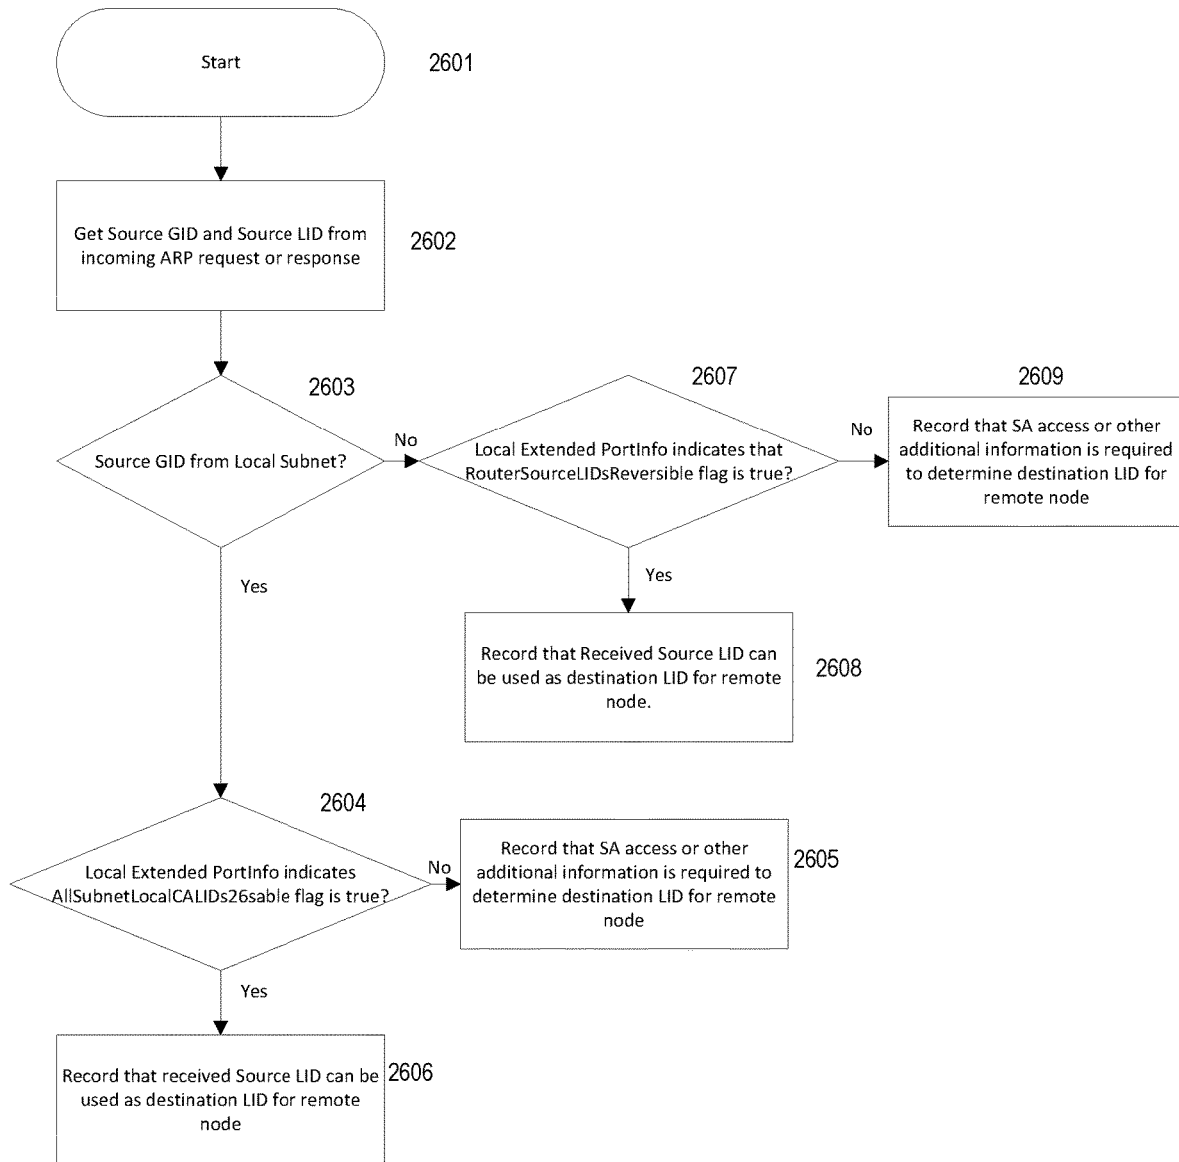 Start
2601
Get Source GID and Source LID from
incoming ARP request or response
2602
2603
Source GID from Local Subnet?
No
2607
Local Extended PortInfo indicates that
RouterSourceLIDsReversible flag is true?
No
2609
Record that SA access or other
additional information is required
to determine destination LID for
remote node
Yes
Record that Received Source LID can
be used as destination LID for remote
node.
2608
Yes
2604
Local Extended PortInfo indicates
AllSubnetLocalCALIDs26sable flag is true?
No
Record that SA access or other
additional information is required to
determine destination LID for remote
node
2605
Yes
Record that received Source LID can be
used as destination LID for remote
node
2606